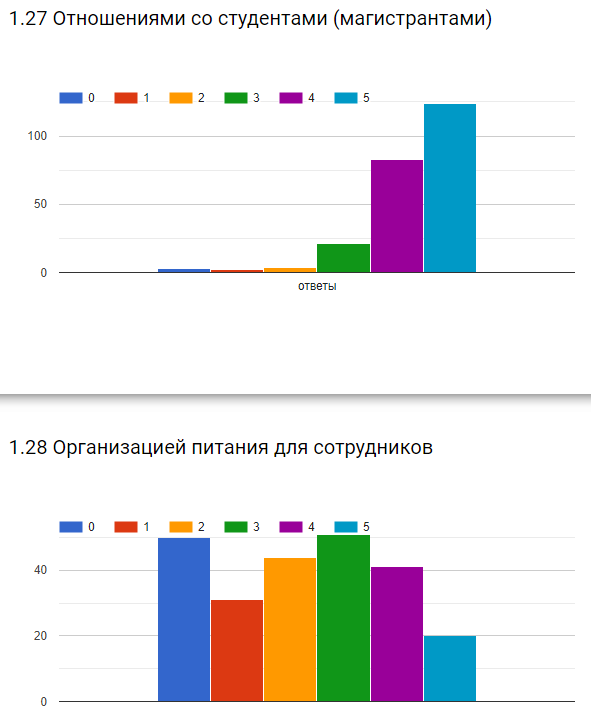 1.27 Отношениями со студентами (магистрантами)
0 1 2 3 4 5
100
50
0
ответы
1.28 Организацией питания для сотрудников
0 1 2 3 4 5
40
20
0